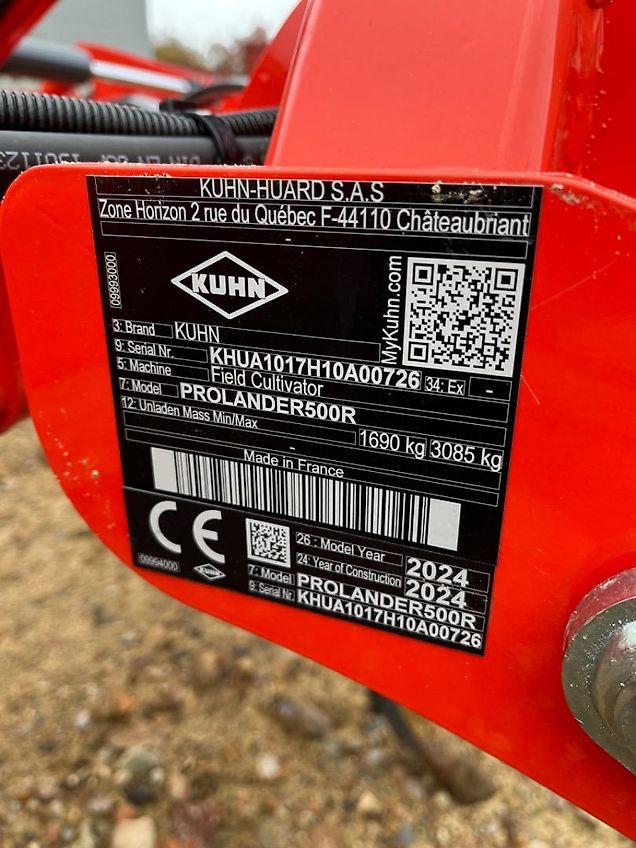 KUHN-HUARD S.A.S
Zone Horizon 2 rue du Québec F-44110 Châteaubriant
-
09993000
KUHN
MyKuhn.com
3: Brand KUHN
9: Serial Nr. KHUA1017H10A00726 34: Ex -
5: Machine Field Cultivator
7: Model PROLANDER500R
12: Unladen Mass Min/Max 1690 kg 3085 kg
Made in France
CE
26 : Model Year 2024
24: Year of Construction 2024
7: Model PROLANDER500R
9: Serial Nr. KHUA1017H10A00726
09994000
KUHN